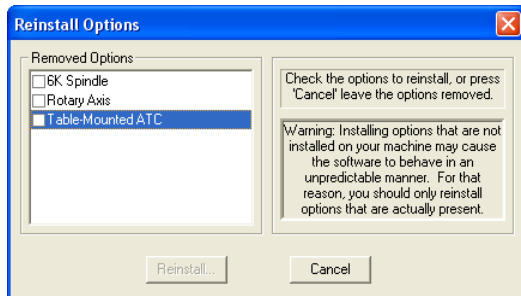 Reinstall Options
Removed Options
6K Spindle
Rotary Axis
Table-Mounted ATC
Check the options to reinstall, or press
'Cancel' leave the options removed.
Warning: Installing options that are not
installed on your machine may cause
the software to behave in an
unpredictable manner. For that
reason, you should only reinstall
options that are actually present.
Reinstall...
Cancel